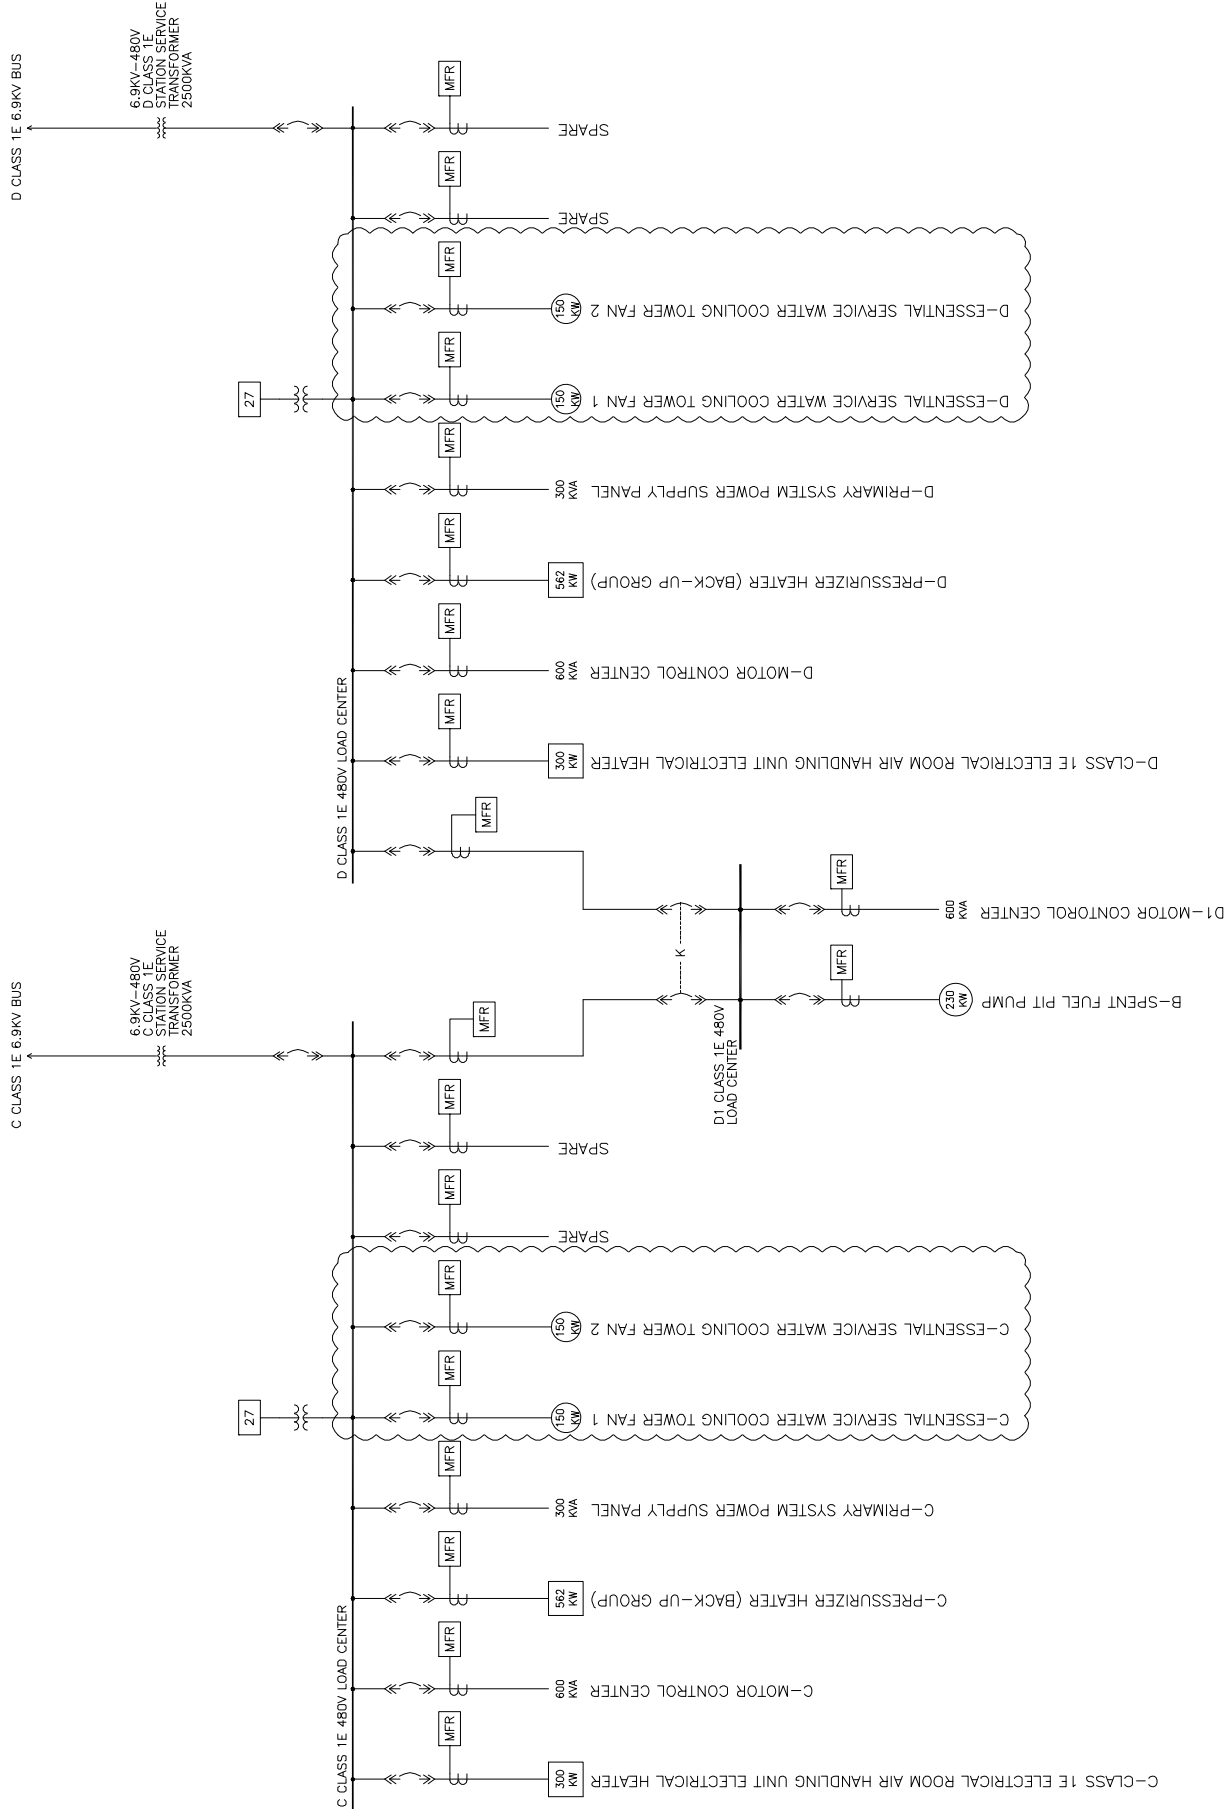 C CLASS 1E 6.9KV BUS
6.9KV-480V
C CLASS 1E
STATION SERVICE
TRANSFORMER
2500KVA
27
C CLASS 1E 480V LOAD CENTER
MFR
MFR
MFR
MFR
MFR
MFR
MFR
MFR
MFR
300
KW
C-CLASS 1E ELECTRICAL ROOM AIR HANDLING UNIT ELECTRICAL HEATER
600
KVA
C-MOTOR CONTROL CENTER
562
KW
C-PRESSURIZER HEATER (BACK-UP GROUP)
300
KVA
C-PRIMARY SYSTEM POWER SUPPLY PANEL
150
KW
C-ESSENTIAL SERVICE WATER COOLING TOWER FAN 1
150
KW
C-ESSENTIAL SERVICE WATER COOLING TOWER FAN 2
SPARE
SPARE
D CLASS 1E 6.9KV BUS
6.9KV-480V
D CLASS 1E
STATION SERVICE
TRANSFORMER
2500KVA
27
D CLASS 1E 480V LOAD CENTER
MFR
MFR
MFR
MFR
MFR
MFR
MFR
MFR
MFR
300
KW
D-CLASS 1E ELECTRICAL ROOM AIR HANDLING UNIT ELECTRICAL HEATER
600
KVA
D-MOTOR CONTROL CENTER
562
KW
D-PRESSURIZER HEATER (BACK-UP GROUP)
300
KVA
D-PRIMARY SYSTEM POWER SUPPLY PANEL
150
KW
D-ESSENTIAL SERVICE WATER COOLING TOWER FAN 1
150
KW
D-ESSENTIAL SERVICE WATER COOLING TOWER FAN 2
SPARE
SPARE
K
D1 CLASS 1E 480V
LOAD CENTER
MFR
MFR
230
KW
B-SPENT FUEL PIT PUMP
600
KVA
D1-MOTOR CONTOROL CENTER